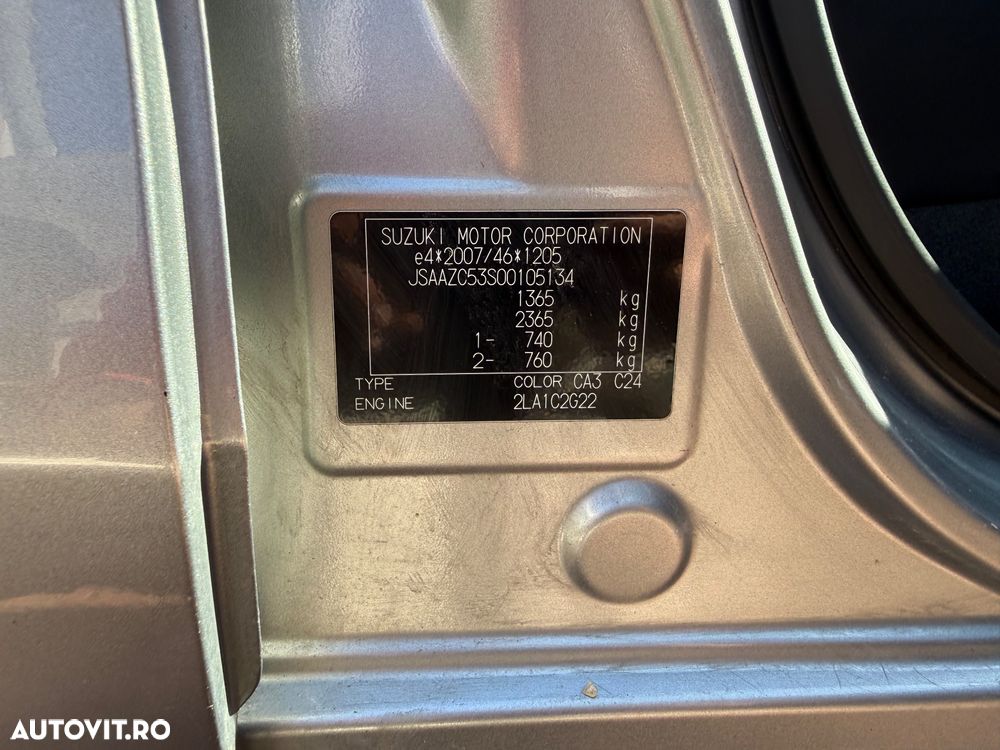 SUZUKI MOTOR CORPORATION
e4*2007/46*1205
JSAAZC53S00105134
1365 kg
2365 kg
1- 740 kg
2- 760 kg
TYPE COLOR CA3 C24
ENGINE 2LA1C2G22
AUTOVIT.RO